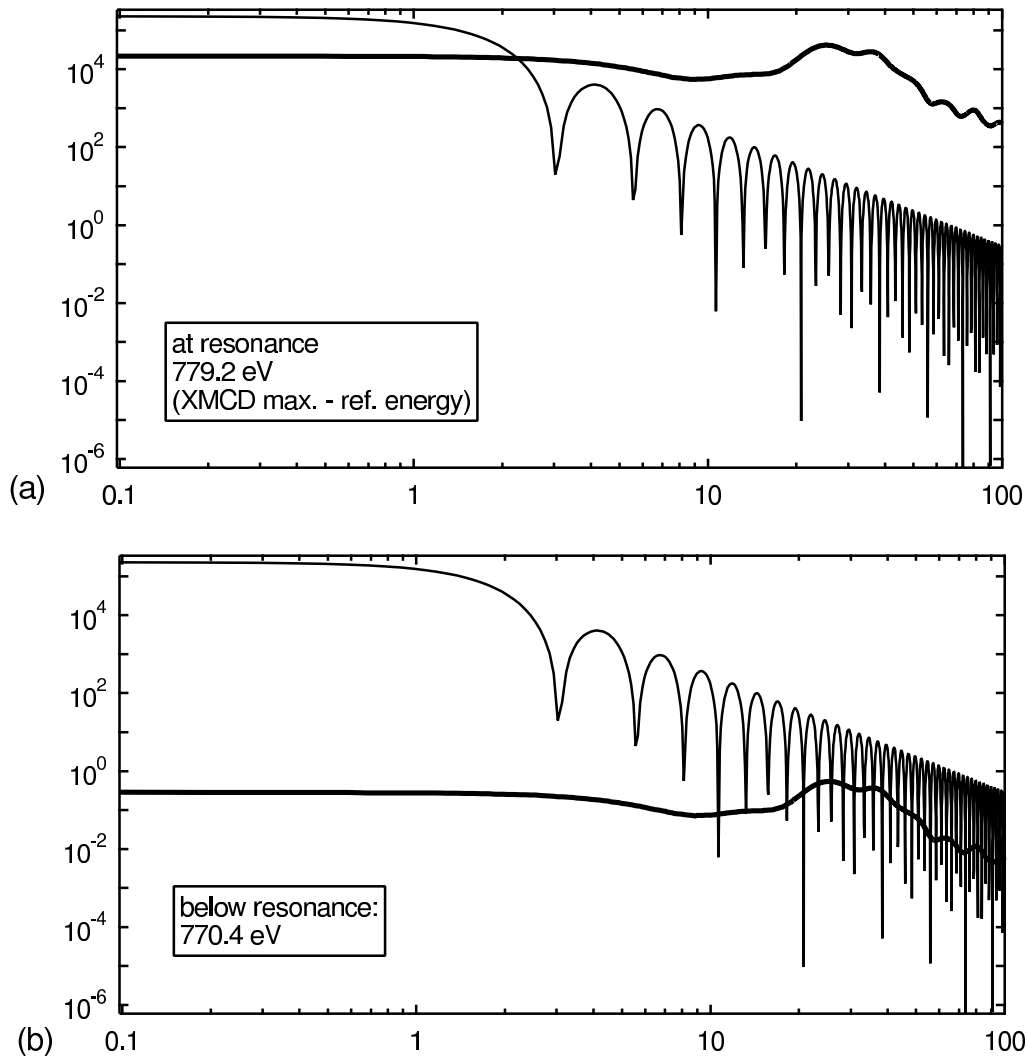 10^4
10^2
10^0
10^-2
10^-4
10^-6
at resonance
779.2 eV
(XMCD max. - ref. energy)
(a)
0.1 1 10 100
10^4
10^2
10^0
10^-2
10^-4
10^-6
below resonance:
770.4 eV
(b)
0.1 1 10 100